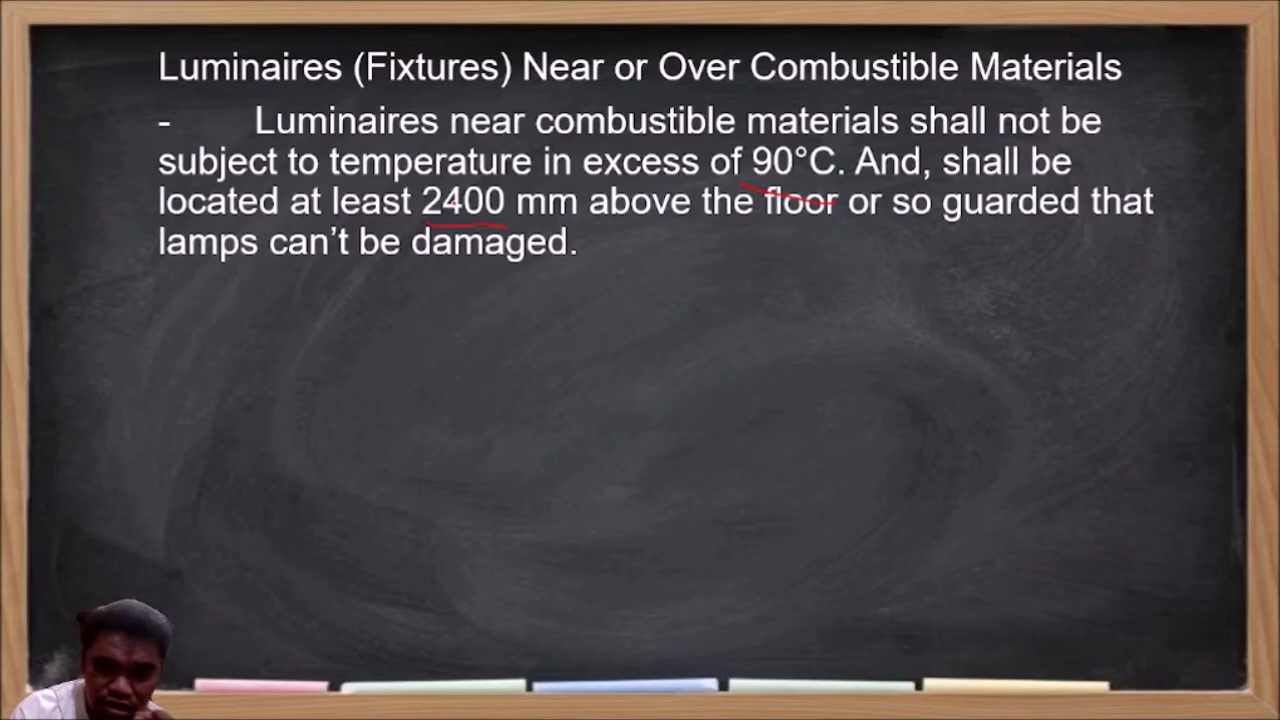 Luminaires (Fixtures) Near or Over Combustible Materials
- Luminaires near combustible materials shall not be
subject to temperature in excess of 90°C. And, shall be
located at least 2400 mm above the floor or so guarded that
lamps can’t be damaged.